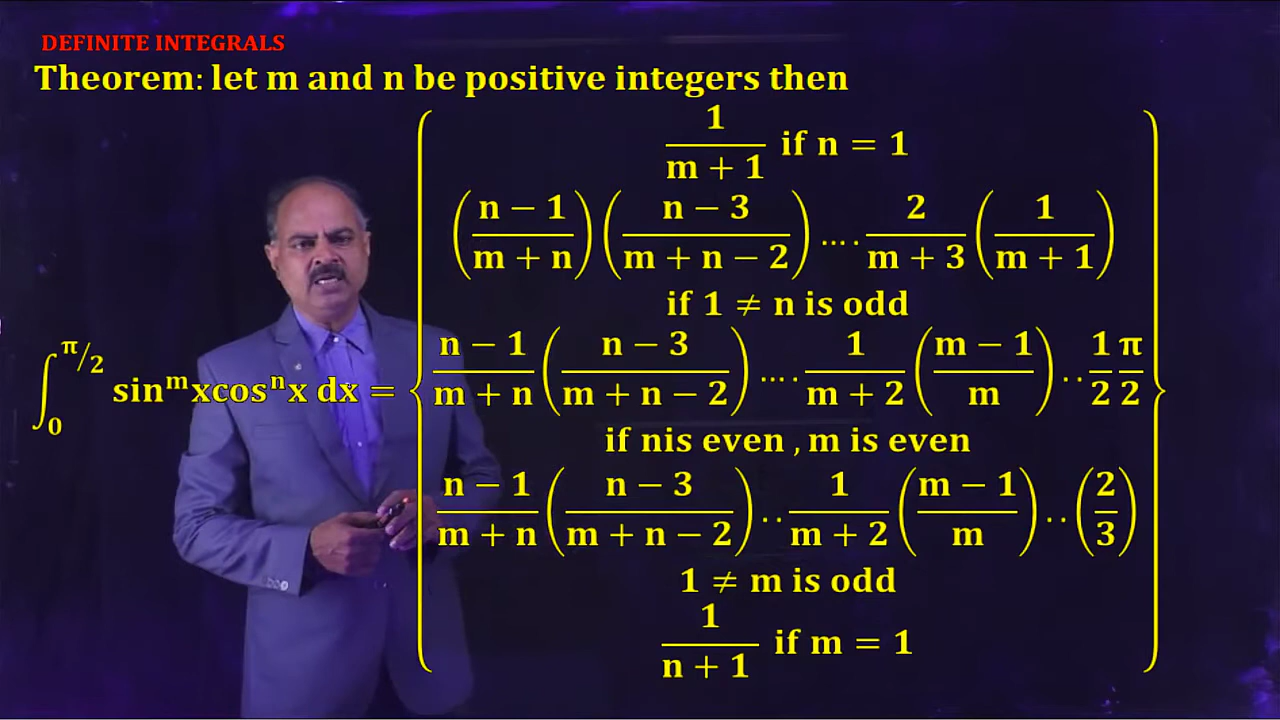 DEFINITE INTEGRALS
Theorem: let m and n be positive integers then
1/(m + 1) if n = 1
((n − 1)/(m + n)) ((n − 3)/(m + n − 2)) .... 2/(m + 3) (1/(m + 1))
if 1 ≠ n is odd
∫₀^(π/2) sinᵐxcosⁿx dx = (n − 1)/(m + n) ((n − 3)/(m + n − 2)) .... 1/(m + 2) ((m − 1)/m) .. 1/2 π/2
if nis even , m is even
(n − 1)/(m + n) ((n − 3)/(m + n − 2)) .. 1/(m + 2) ((m − 1)/m) .. (2/3)
1 ≠ m is odd
1/(n + 1) if m = 1